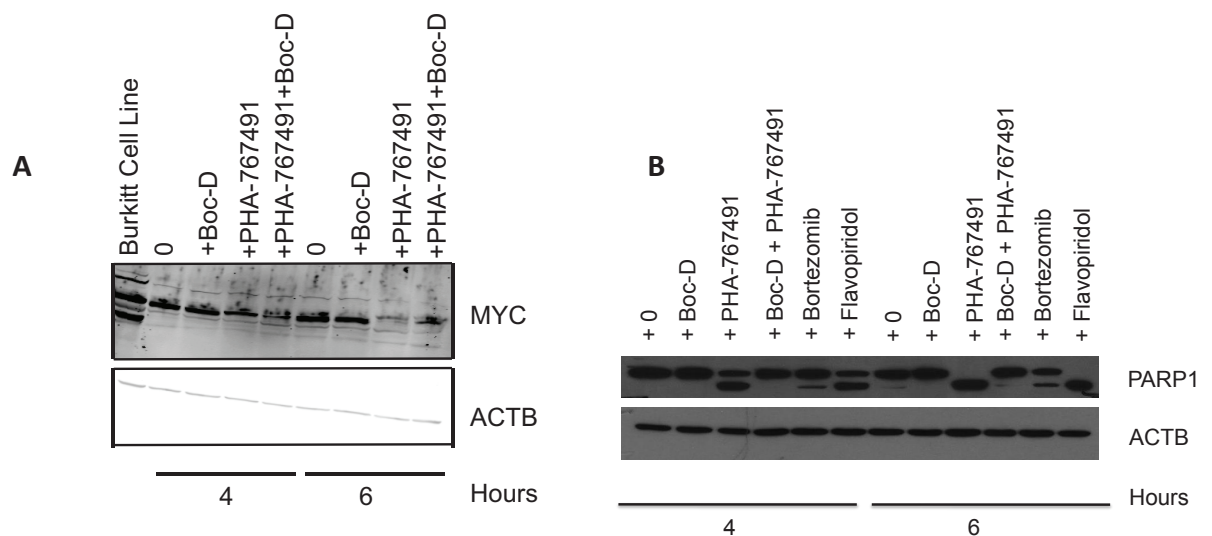 A
Burkitt Cell Line
0
+Boc-D
+PHA-767491
+PHA-767491+Boc-D
0
+Boc-D
+PHA-767491
+PHA-767491+Boc-D
MYC
ACTB
4
6
Hours
B
+ 0
+ Boc-D
+ PHA-767491
+ Boc-D + PHA-767491
+ Bortezomib
+ Flavopiridol
+ 0
+ Boc-D
+ PHA-767491
+ Boc-D + PHA-767491
+ Bortezomib
+ Flavopiridol
PARP1
ACTB
Hours
4
6